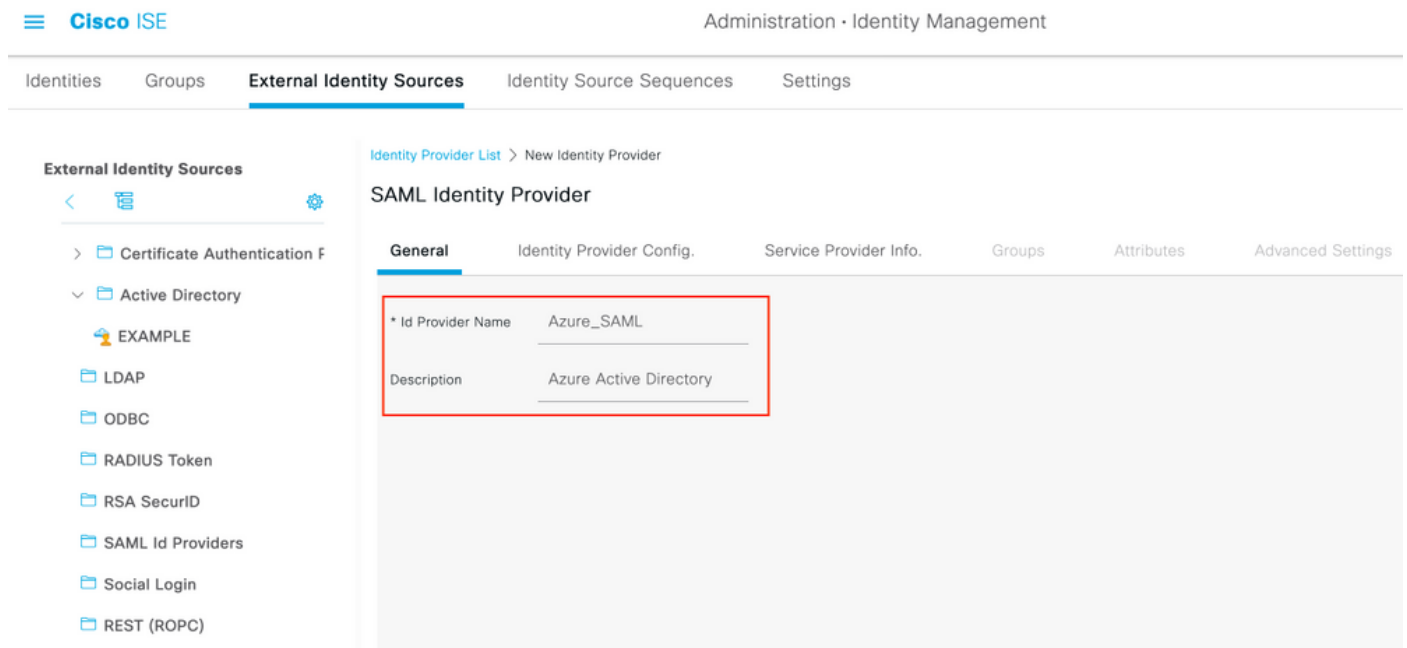 Cisco ISE
Administration · Identity Management
Identities Groups External Identity Sources Identity Source Sequences Settings
External Identity Sources
Identity Provider List > New Identity Provider
SAML Identity Provider
General Identity Provider Config. Service Provider Info. Groups Attributes Advanced Settings
Certificate Authentication
Active Directory
EXAMPLE
LDAP
ODBC
RADIUS Token
RSA SecurID
SAML Id Providers
Social Login
REST (ROPC)
* Id Provider Name Azure_SAML
Description Azure Active Directory